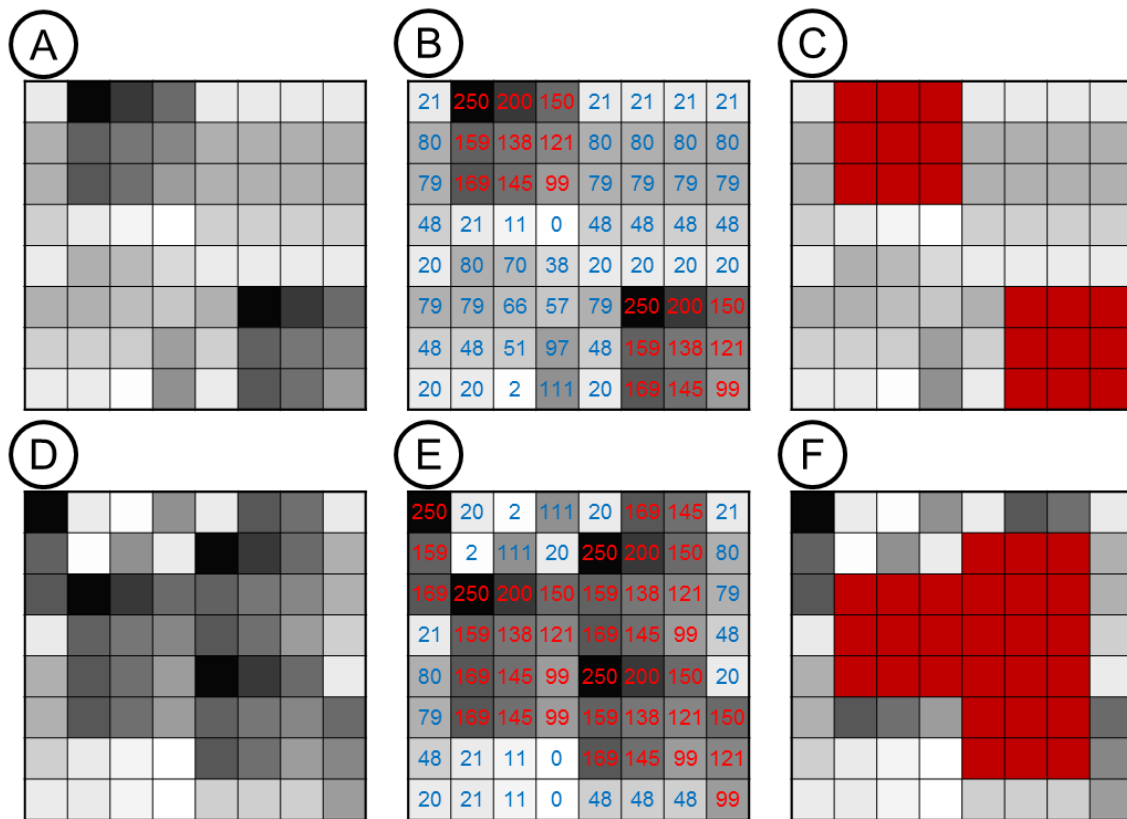 A B C
21 250 200 150 21 21 21 21
80 159 138 121 80 80 80 80
79 169 145 99 79 79 79 79
48 21 11 0 48 48 48 48
20 80 70 38 20 20 20 20
79 79 66 57 79 250 200 150
48 48 51 97 48 159 138 121
20 20 2 111 20 169 145 99
D E F
250 20 2 111 20 169 145 21
159 2 111 20 250 200 150 80
169 250 200 150 159 138 121 79
21 159 138 121 169 145 99 48
80 169 145 99 250 200 150 20
79 169 145 99 159 138 121 150
48 21 11 0 169 145 99 121
20 21 11 0 48 48 48 99